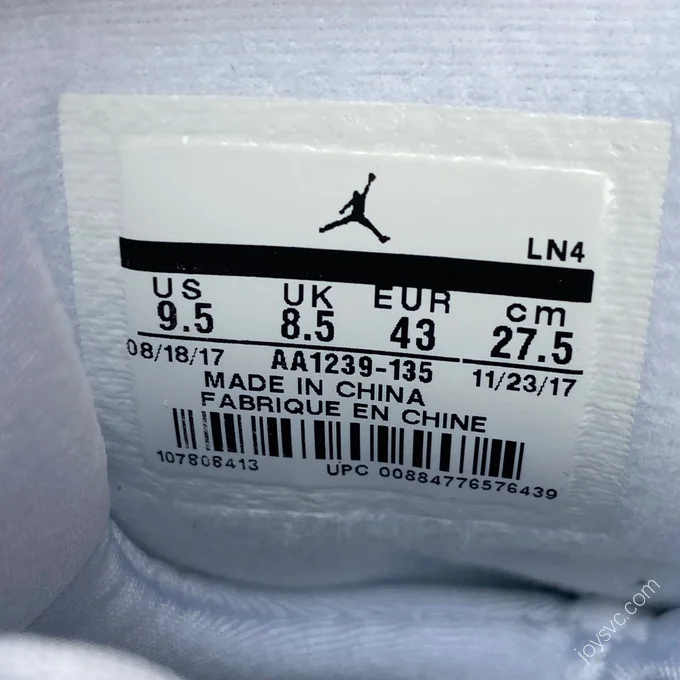 LN4
US UK EUR cm
9.5 8.5 43 27.5
08/18/17 AA1239-135 11/23/17
MADE IN CHINA
FABRIQUE EN CHINE
107808413 UPC 00884776576439
joysvc.com